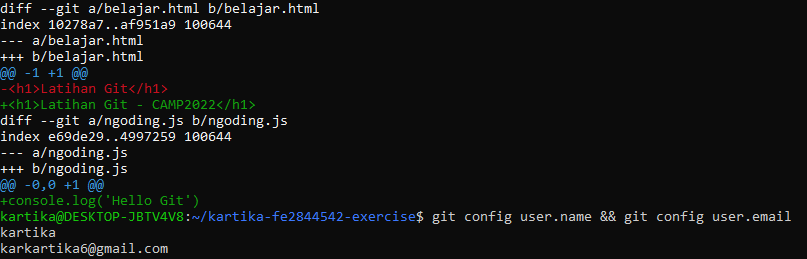 diff --git a/belajar.html b/belajar.html
index 10278a7..af951a9 100644
--- a/belajar.html
+++ b/belajar.html
@@ -1 +1 @@
-<h1>Latihan Git</h1>
+<h1>Latihan Git - CAMP2022</h1>
diff --git a/ngoding.js b/ngoding.js
index e69de29..4997259 100644
--- a/ngoding.js
+++ b/ngoding.js
@@ -0,0 +1 @@
+console.log('Hello Git')
kartika@DESKTOP-JBTV4V8:~/kartika-fe2844542-exercise$ git config user.name && git config user.email
kartika
karkartika6@gmail.com